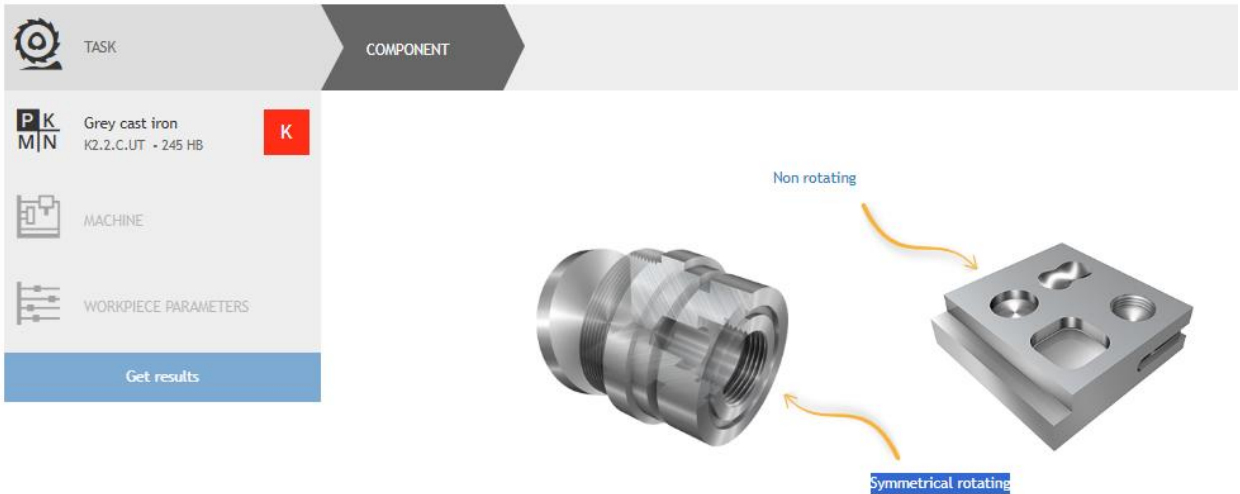 TASK
COMPONENT
P K
M N
Grey cast iron
K2.2.C.UT - 245 HB
K
MACHINE
WORKPIECE PARAMETERS
Get results
Non rotating
Symmetrical rotating